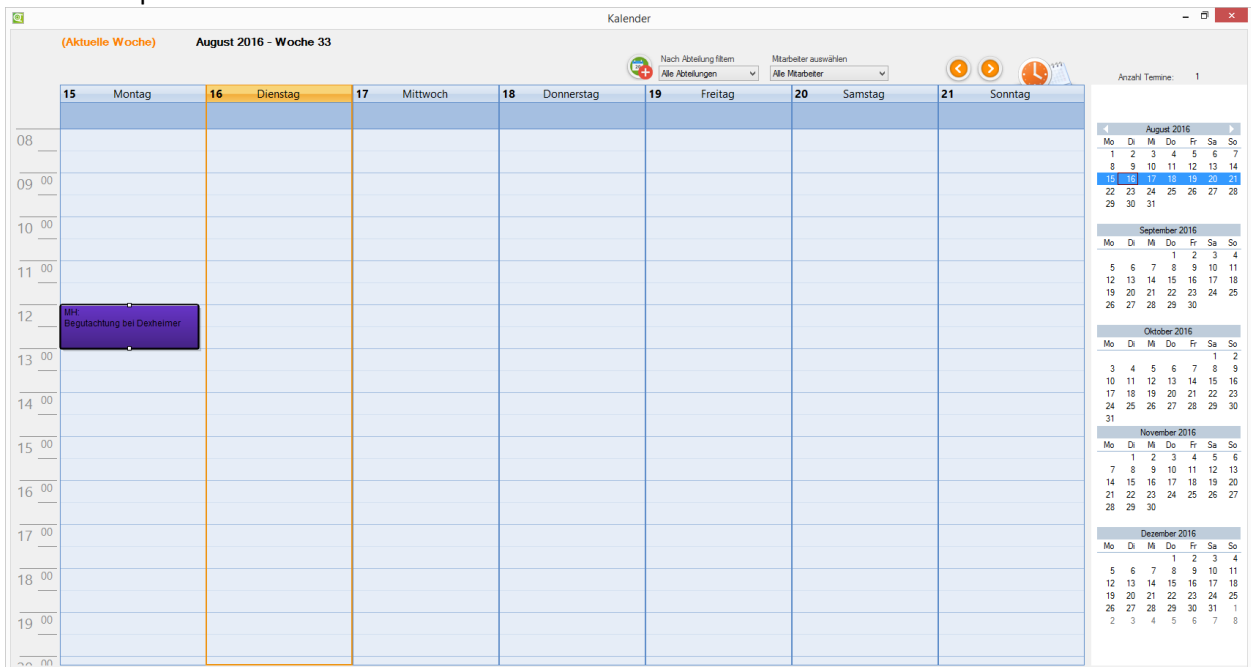 Kalender
(Aktuelle Woche) August 2016 - Woche 33
Nach Abteilung filtern Mitarbeiter auswählen
Alle Abteilungen Alle Mitarbeiter
Anzahl Termine: 1
15 Montag 16 Dienstag 17 Mittwoch 18 Donnerstag 19 Freitag 20 Samstag 21 Sonntag
08
09 00
10 00
11 00
12
MH:
Begutachtung bei Dexheimer
13 00
14 00
15 00
16 00
17 00
18 00
19 00
20 00
August 2016
Mo Di Mi Do Fr Sa So
1 2 3 4 5 6 7
8 9 10 11 12 13 14
15 16 17 18 19 20 21
22 23 24 25 26 27 28
29 30 31
September 2016
Mo Di Mi Do Fr Sa So
1 2 3 4
5 6 7 8 9 10 11
12 13 14 15 16 17 18
19 20 21 22 23 24 25
26 27 28 29 30
Oktober 2016
Mo Di Mi Do Fr Sa So
1 2
3 4 5 6 7 8 9
10 11 12 13 14 15 16
17 18 19 20 21 22 23
24 25 26 27 28 29 30
31
November 2016
Mo Di Mi Do Fr Sa So
1 2 3 4 5 6
7 8 9 10 11 12 13
14 15 16 17 18 19 20
21 22 23 24 25 26 27
28 29 30
Dezember 2016
Mo Di Mi Do Fr Sa So
1 2 3 4
5 6 7 8 9 10 11
12 13 14 15 16 17 18
19 20 21 22 23 24 25
26 27 28 29 30 31 1
2 3 4 5 6 7 8